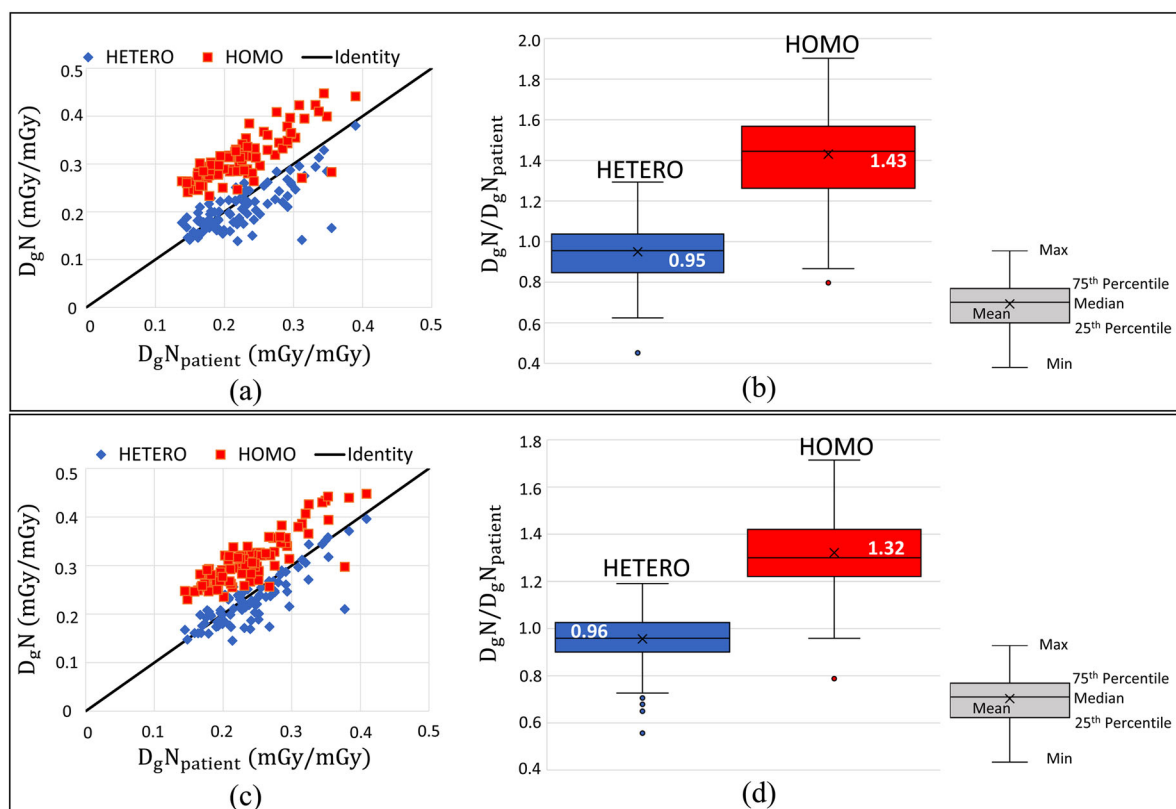 HETERO HOMO Identity
0.5
0.4
0.3
0.2
0.1
0
0 0.1 0.2 0.3 0.4 0.5
DgN (mGy/mGy)
DgNpatient (mGy/mGy)
(a)
2.0
1.8
1.6
1.4
1.2
1.0
0.8
0.6
0.4
DgN/DgNpatient
HOMO
1.43
HETERO
0.95
(b)
Max
75th Percentile
Median
Mean
25th Percentile
Min
HETERO HOMO Identity
0.5
0.4
0.3
0.2
0.1
0
0 0.1 0.2 0.3 0.4 0.5
DgN (mGy/mGy)
DgNpatient (mGy/mGy)
(c)
1.8
1.6
1.4
1.2
1.0
0.8
0.6
0.4
DgN/DgNpatient
HOMO
1.32
HETERO
0.96
(d)
Max
75th Percentile
Median
Mean
25th Percentile
Min